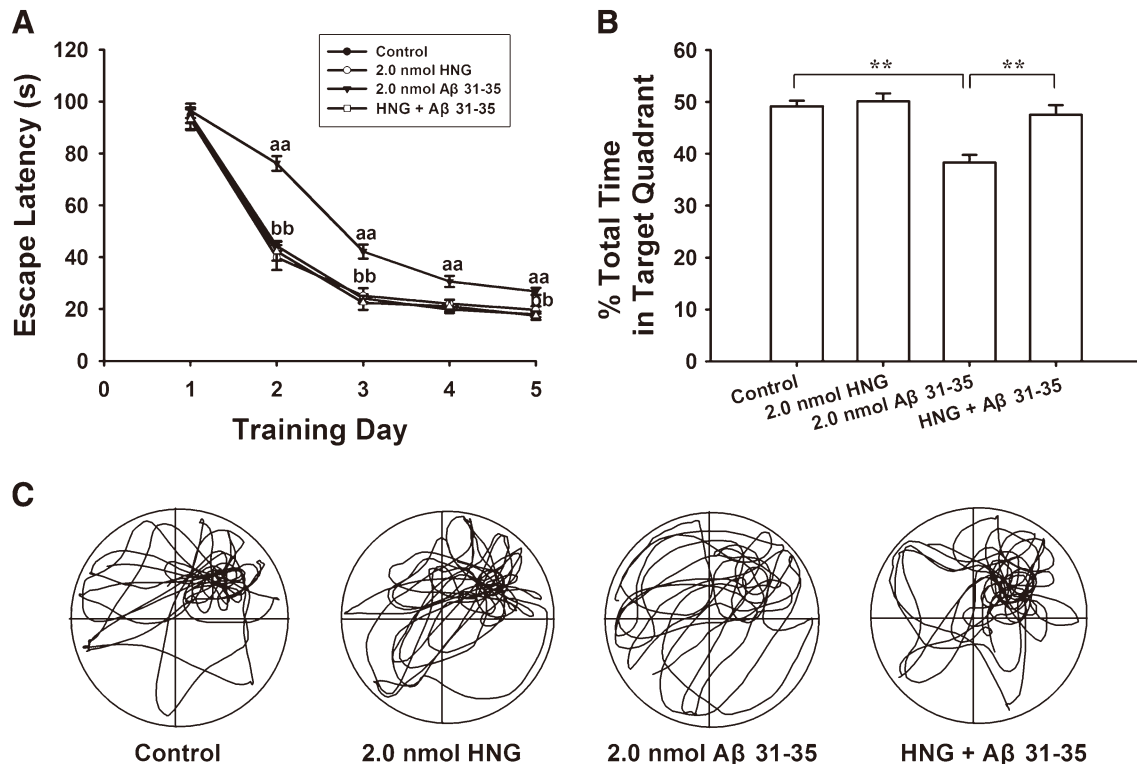 A
120
100
80
60
40
20
0
Escape Latency (s)
Control
2.0 nmol HNG
2.0 nmol Aβ 31-35
HNG + Aβ 31-35
aa
aa
aa
aa
bb
bb
bb
0 1 2 3 4 5
Training Day
B
60
50
40
30
20
10
0
% Total Time
in Target Quadrant
** **
Control
2.0 nmol HNG
2.0 nmol Aβ 31-35
HNG + Aβ 31-35
C
Control
2.0 nmol HNG
2.0 nmol Aβ 31-35
HNG + Aβ 31-35